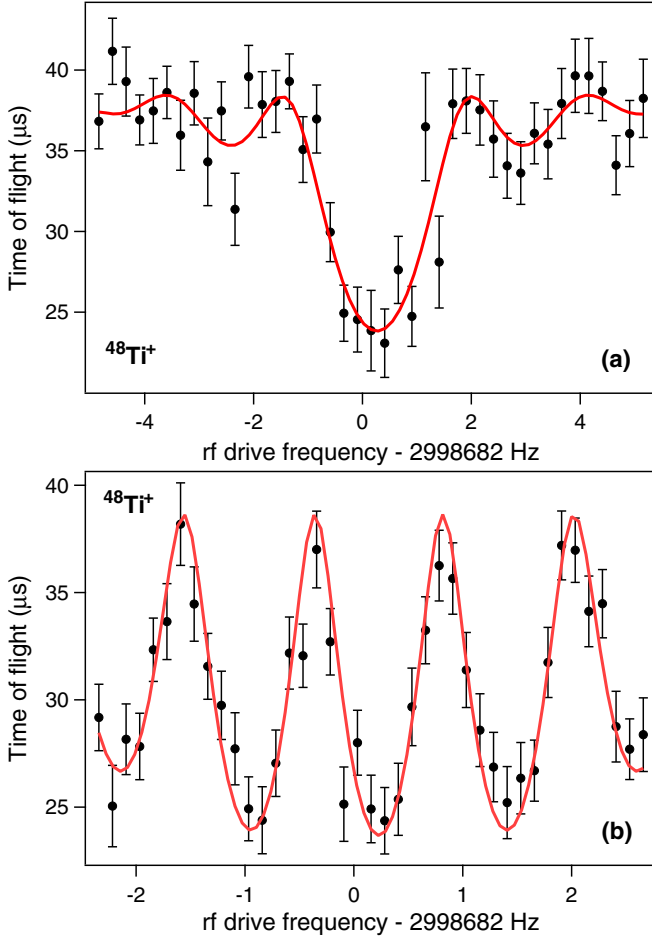 40
35
30
25
Time of flight (μs)
⁴⁸Ti⁺
(a)
-4 -2 0 2 4
rf drive frequency - 2998682 Hz
40
35
30
25
Time of flight (μs)
⁴⁸Ti⁺
(b)
-2 -1 0 1 2
rf drive frequency - 2998682 Hz